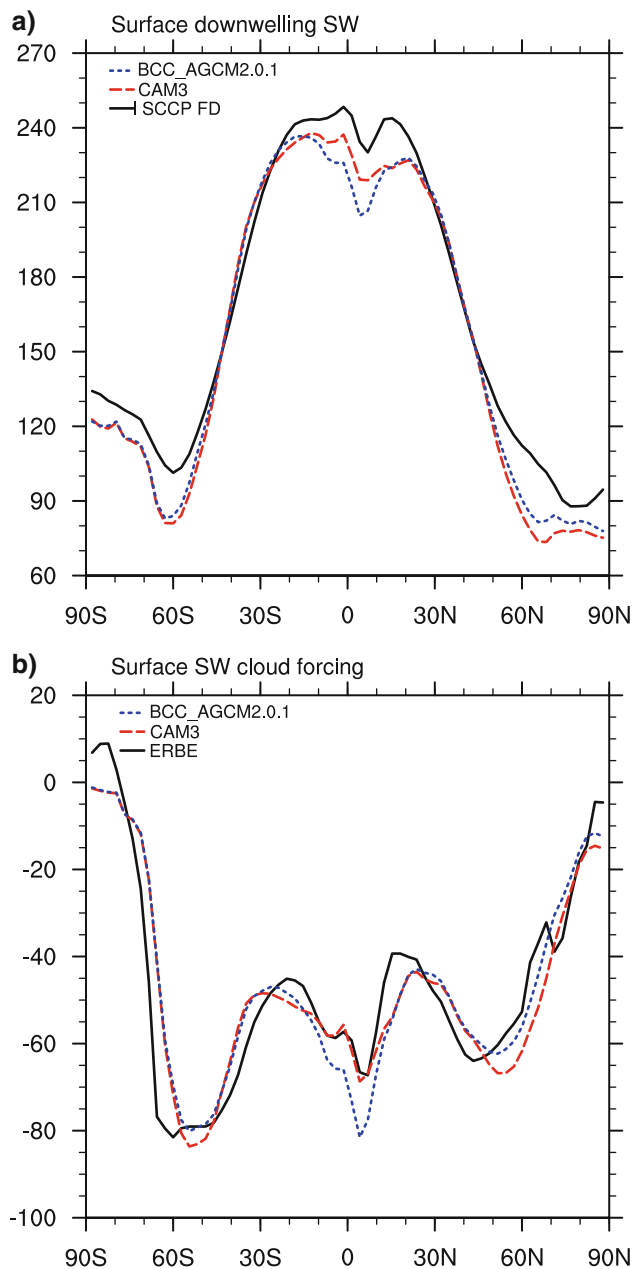 a) Surface downwelling SW
270
240
210
180
150
120
90
60
BCC_AGCM2.0.1
CAM3
SCCP FD
90S 60S 30S 0 30N 60N 90N
b) Surface SW cloud forcing
20
0
-20
-40
-60
-80
-100
BCC_AGCM2.0.1
CAM3
ERBE
90S 60S 30S 0 30N 60N 90N